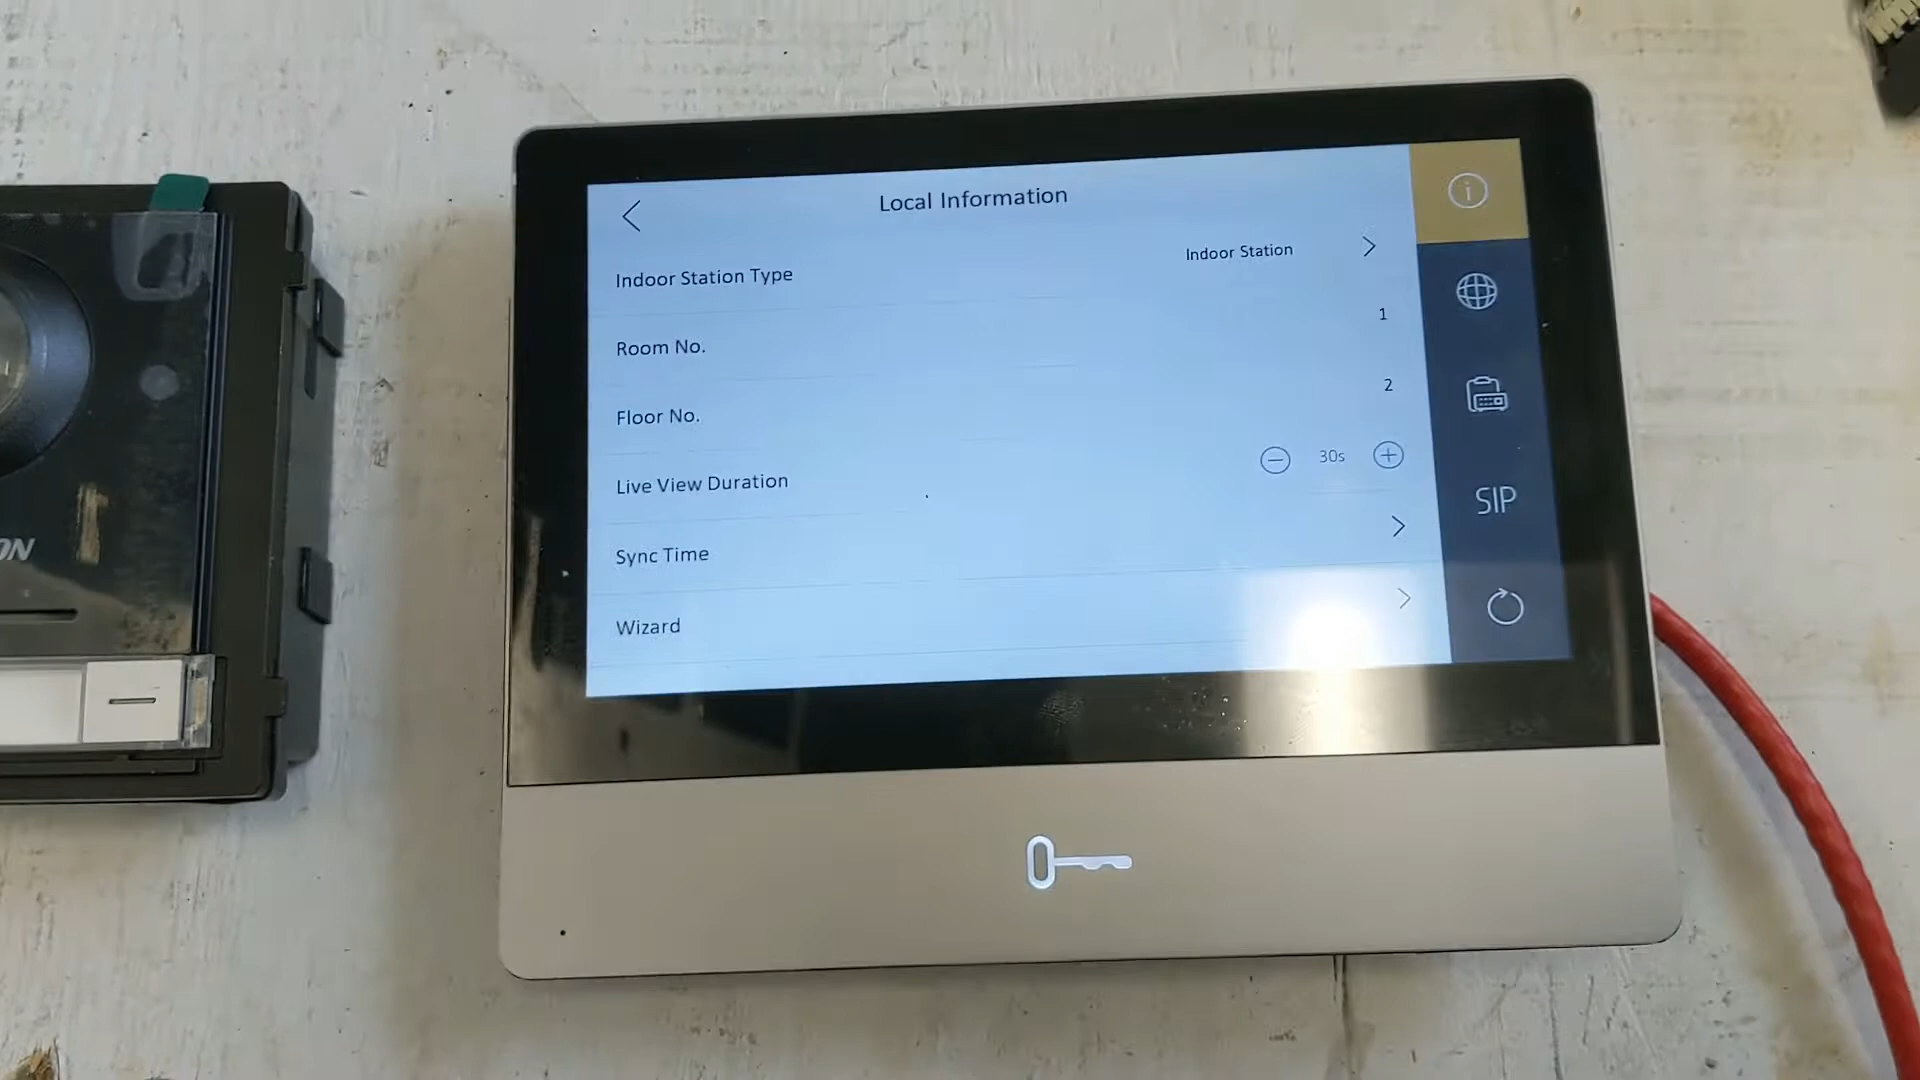 Local Information
Indoor Station Type
Indoor Station
Room No.
1
Floor No.
2
Live View Duration
30s
Sync Time
Wizard
SIP
ON